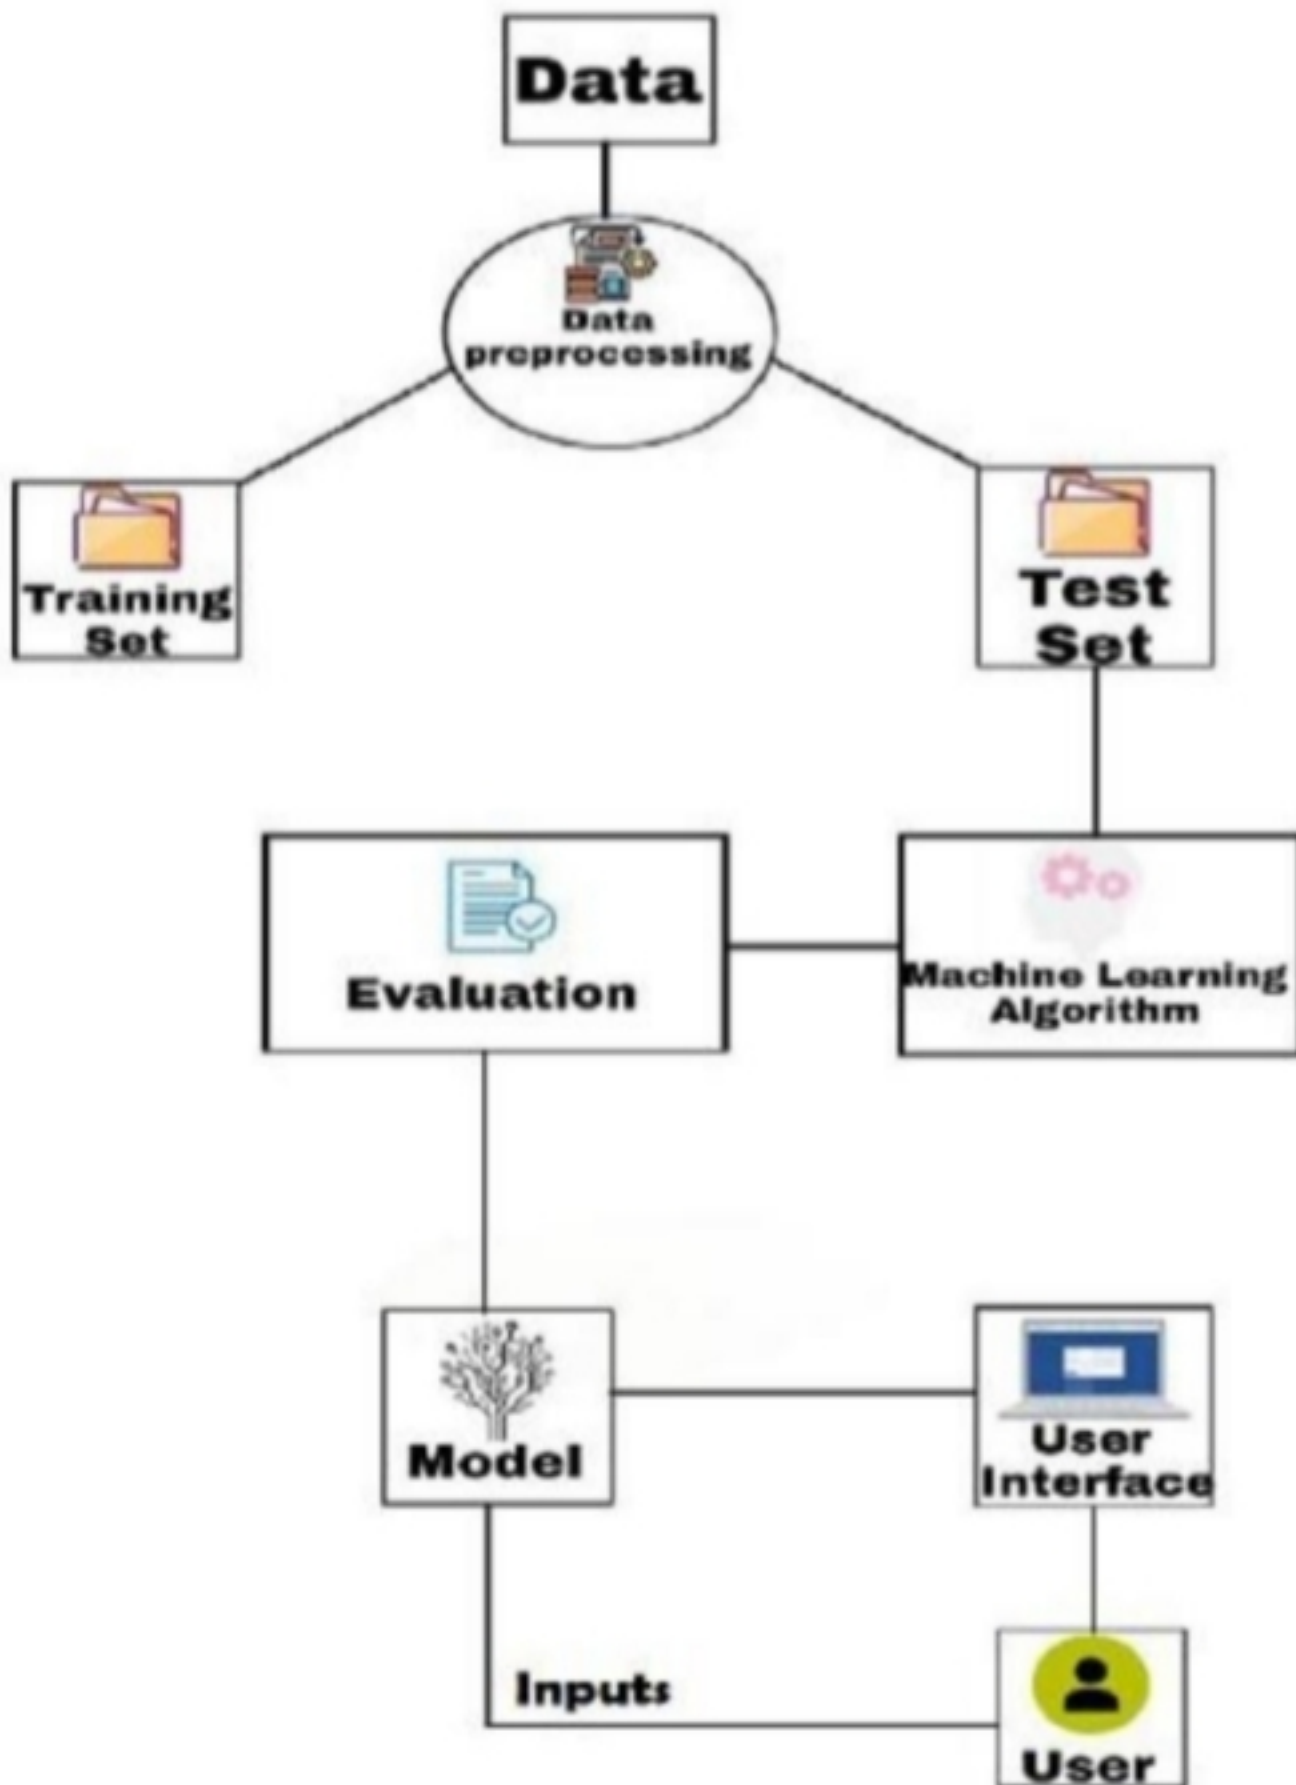 Data
Data
preprocessing
Training
Set
Test
Set
Evaluation
Machine Learning
Algorithm
Model
User
Interface
Inputs
User